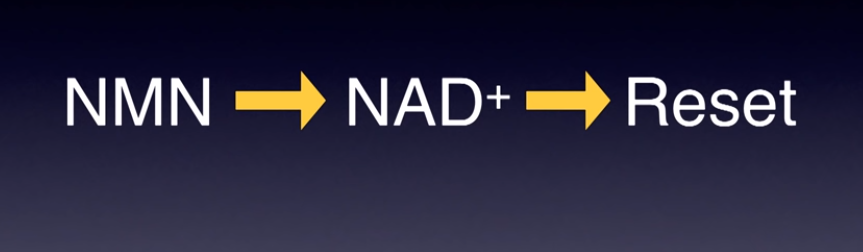 NMN → NAD⁺ → Reset